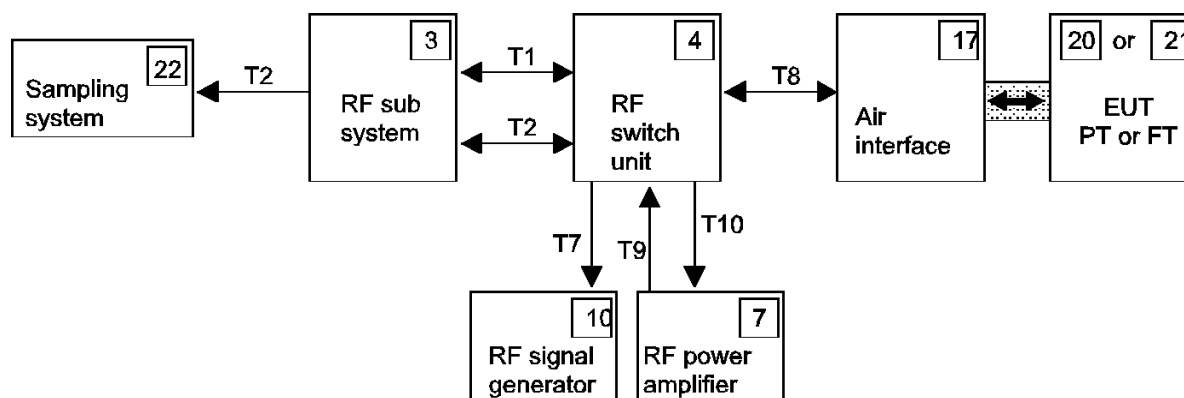 22
Sampling
system
T2
3
RF sub
system
T1
T2
4
RF
switch
unit
T8
17
Air
interface
20 or 21
EUT
PT or FT
T7
T9
T10
10
RF signal
generator
7
RF power
amplifier